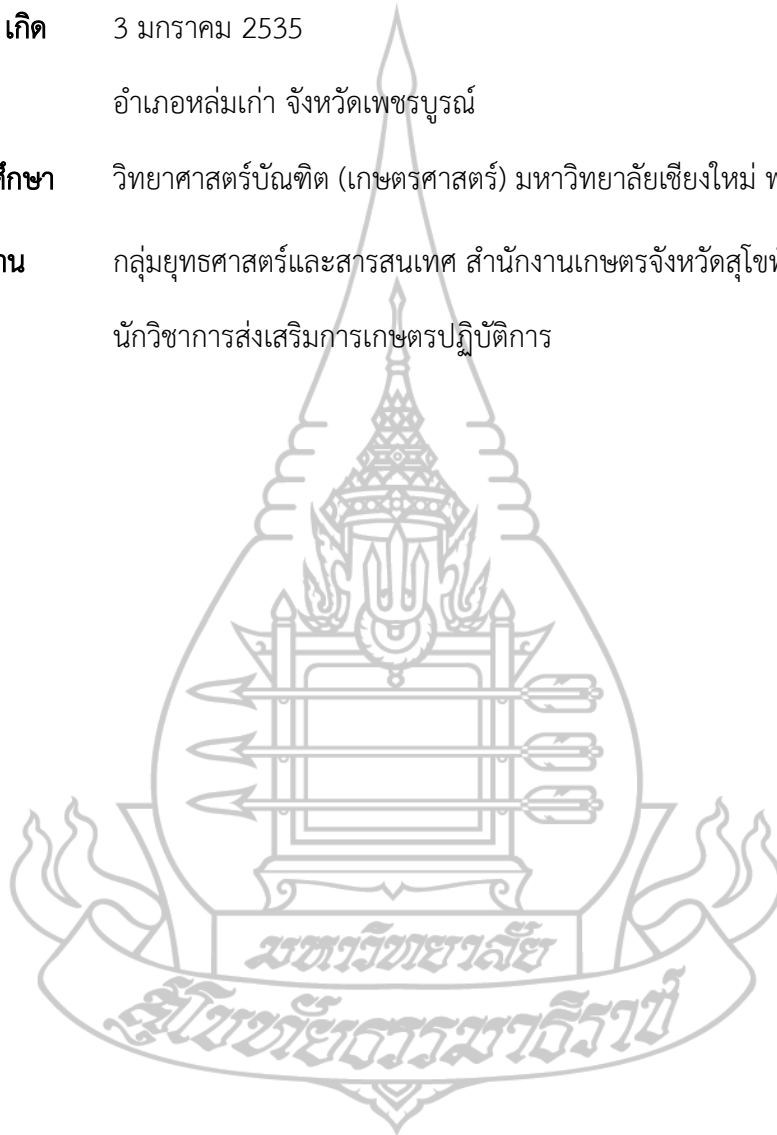 เกิด 3 มกราคม 2535
อำเภอหล่มเก่า จังหวัดเพชรบูรณ์
วิทยาศาสตร์บัณฑิต (เกษตรศาสตร์) มหาวิทยาลัยเชียงใหม่
กลุ่มยุทธศาสตร์และสารสนเทศ สำนักงานเกษตรจังหวัด
นักวิชาการส่งเสริมการเกษตรปฏิบัติการ
มหาวิทยาลัย
สุโขทัยธรรมาธิราช